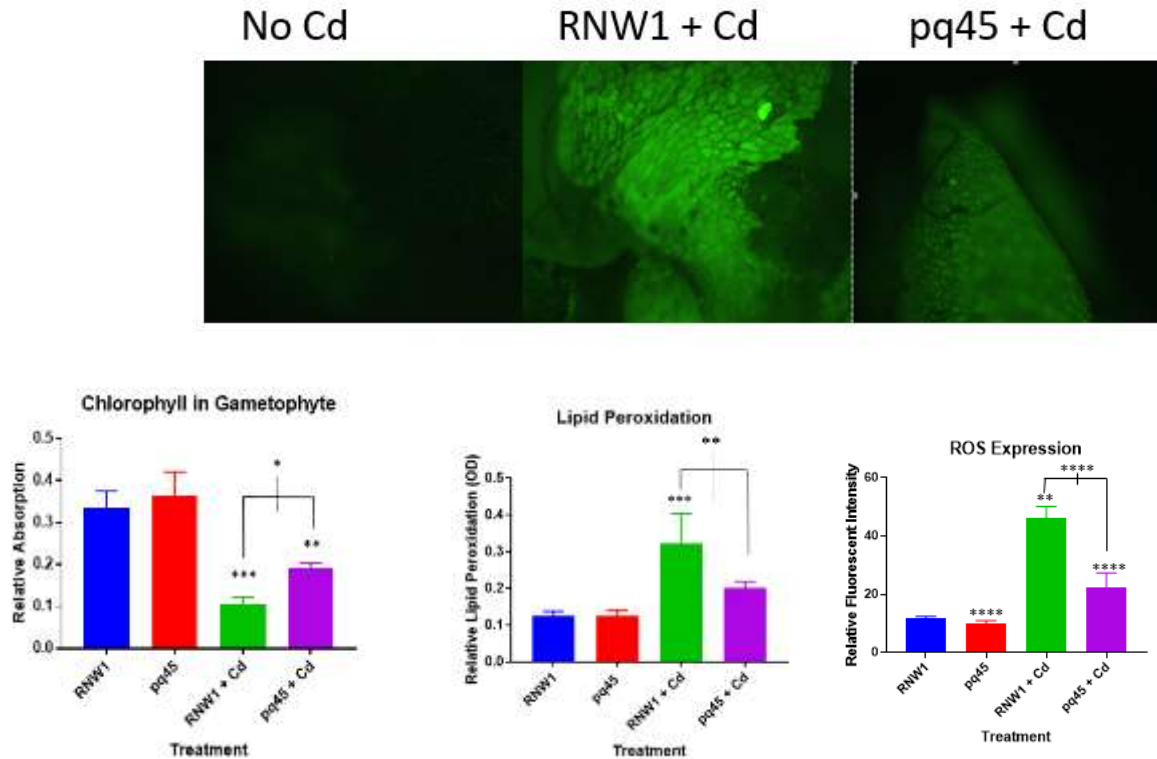 No Cd RNW1 + Cd pq45 + Cd
Chlorophyll in Gametophyte
Relative Absorption
0.5
0.4
0.3
0.2
0.1
0.0
*
***
**
RNW1 pq45 RNW1 + Cd pq45 + Cd
Treatment
Lipid Peroxidation
Relative Lipid Peroxidation (OD)
0.5
0.4
0.3
0.2
0.1
0.0
**
***
RNW1 pq45 RNW1 + Cd pq45 + Cd
Treatment
ROS Expression
Relative Fluorescent Intensity
60
40
20
0
****
**
****
****
RNW1 pq45 RNW1 + Cd pq45 + Cd
Treatment